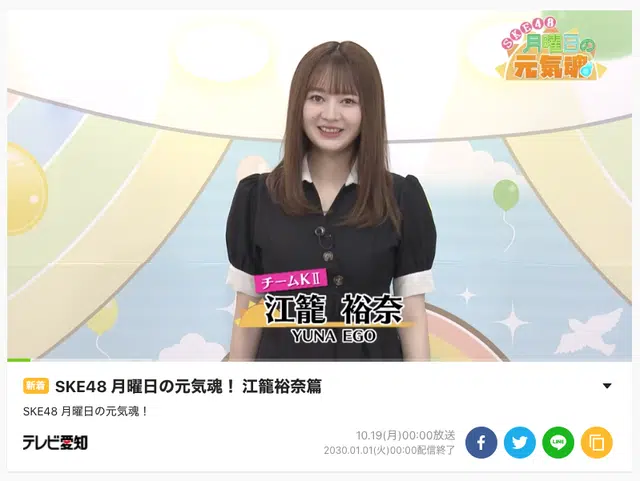 SKE48
月曜日の
元気魂
チームKⅡ
江籠 裕奈
YUNA EGO
新着 SKE48 月曜日の元気魂！ 江籠裕奈篇
SKE48 月曜日の元気魂！
テレビ愛知
10.19(月)00:00放送
2030.01.01(火)00:00配信終了
f
LINE